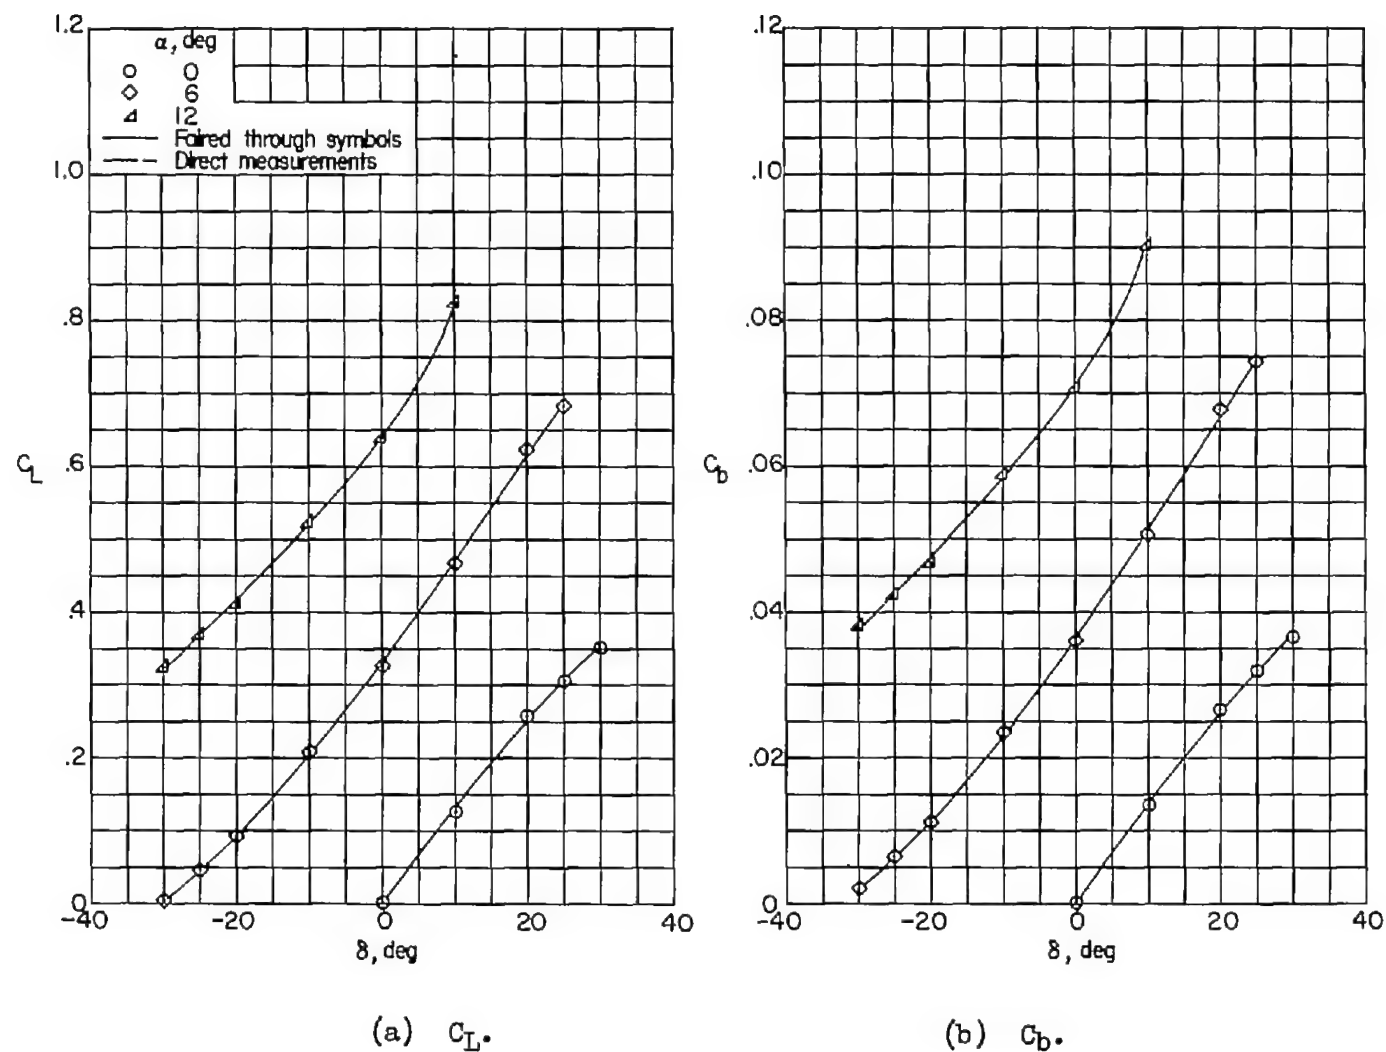 1.2
α, deg
0
6
12
Faired through symbols
Direct measurements
1.0
.8
C_L
.6
.4
.2
0
-40 -20 0 20 40
δ, deg
(a) C_L.
.12
.10
.08
C_b
.06
.04
.02
0
-40 -20 0 20 40
δ, deg
(b) C_b.